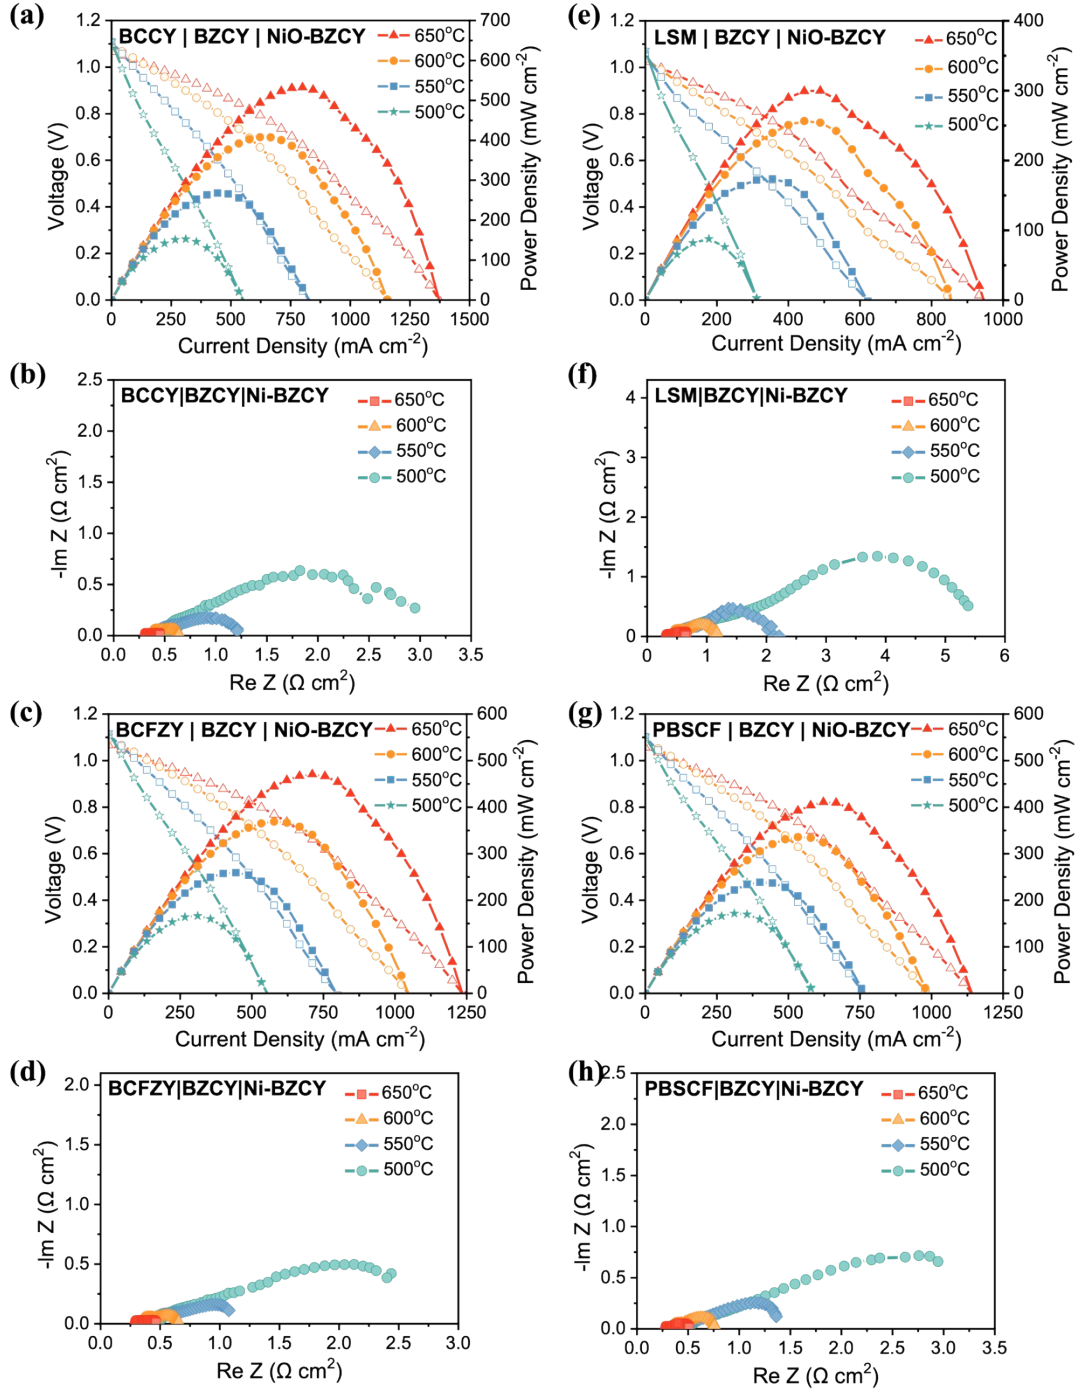 (a)
BCCY | BZCY | NiO-BZCY
650°C
600°C
550°C
500°C
Voltage (V)
1.2
1.0
0.8
0.6
0.4
0.2
0.0
Power Density (mW cm⁻²)
700
600
500
400
300
200
100
0
0 250 500 750 1000 1250 1500
Current Density (mA cm⁻²)
(e)
LSM | BZCY | NiO-BZCY
650°C
600°C
550°C
500°C
Voltage (V)
1.2
1.0
0.8
0.6
0.4
0.2
0.0
Power Density (mW cm⁻²)
400
300
200
100
0
0 200 400 600 800 1000
Current Density (mA cm⁻²)
(b)
BCCY|BZCY|Ni-BZCY
650°C
600°C
550°C
500°C
-Im Z (Ω cm²)
2.5
2.0
1.5
1.0
0.5
0.0
0.0 0.5 1.0 1.5 2.0 2.5 3.0 3.5
Re Z (Ω cm²)
(f)
LSM|BZCY|Ni-BZCY
650°C
600°C
550°C
500°C
-Im Z (Ω cm²)
4
3
2
1
0
0 1 2 3 4 5 6
Re Z (Ω cm²)
(c)
BCFZY | BZCY | NiO-BZCY
650°C
600°C
550°C
500°C
Voltage (V)
1.2
1.0
0.8
0.6
0.4
0.2
0.0
Power Density (mW cm⁻²)
600
500
400
300
200
100
0
0 250 500 750 1000 1250
Current Density (mA cm⁻²)
(g)
PBSCF | BZCY | NiO-BZCY
650°C
600°C
550°C
500°C
Voltage (V)
1.2
1.0
0.8
0.6
0.4
0.2
0.0
Power Density (mW cm⁻²)
600
500
400
300
200
100
0
0 250 500 750 1000 1250
Current Density (mA cm⁻²)
(d)
BCFZY|BZCY|Ni-BZCY
650°C
600°C
550°C
500°C
-Im Z (Ω cm²)
2.0
1.5
1.0
0.5
0.0
0.0 0.5 1.0 1.5 2.0 2.5 3.0
Re Z (Ω cm²)
(h)
PBSCF|BZCY|Ni-BZCY
650°C
600°C
550°C
500°C
-Im Z (Ω cm²)
2.5
2.0
1.5
1.0
0.5
0.0
0.0 0.5 1.0 1.5 2.0 2.5 3.0 3.5
Re Z (Ω cm²)